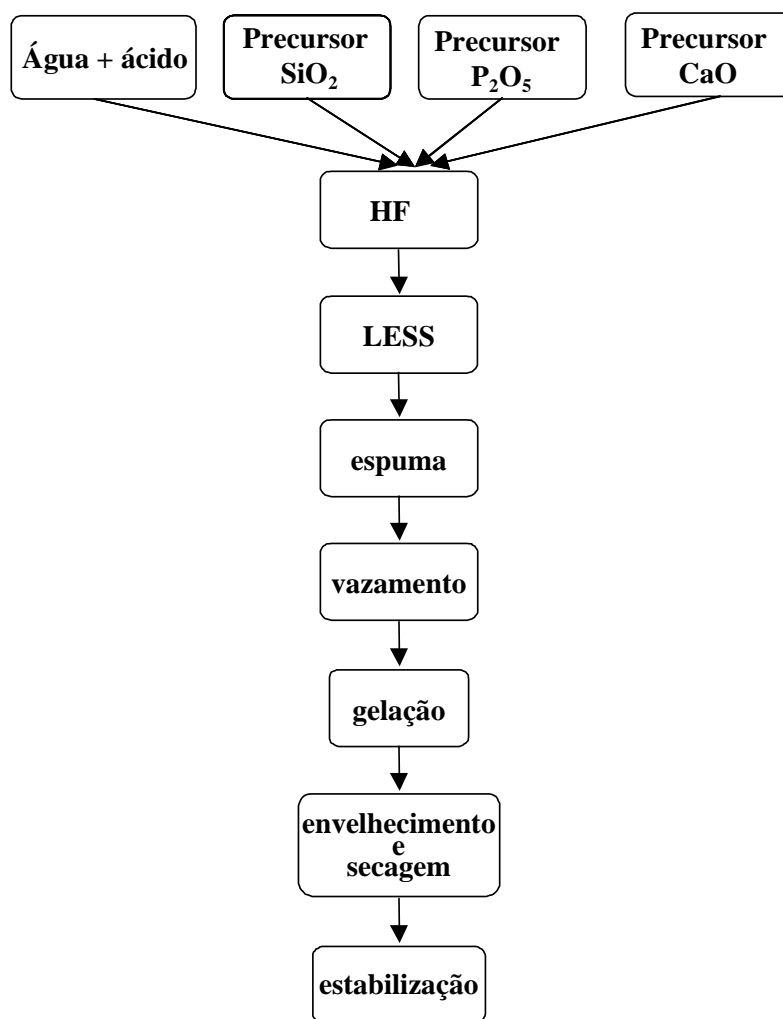 Água + ácido
Precursor
SiO₂
Precursor
P₂O₅
Precursor
CaO
HF
LESS
espuma
vazamento
gelação
envelhecimento
e
secagem
estabilização